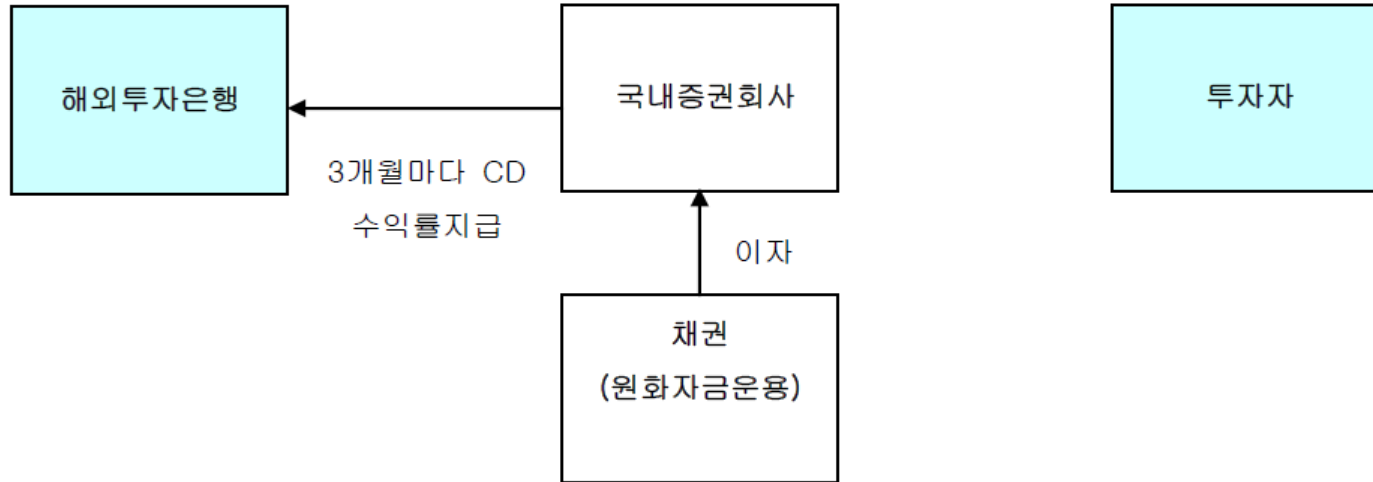 해외투자은행
국내증권회사
투자자
3개월마다 CD
수익률지급
이자
채권
(원화자금운용)